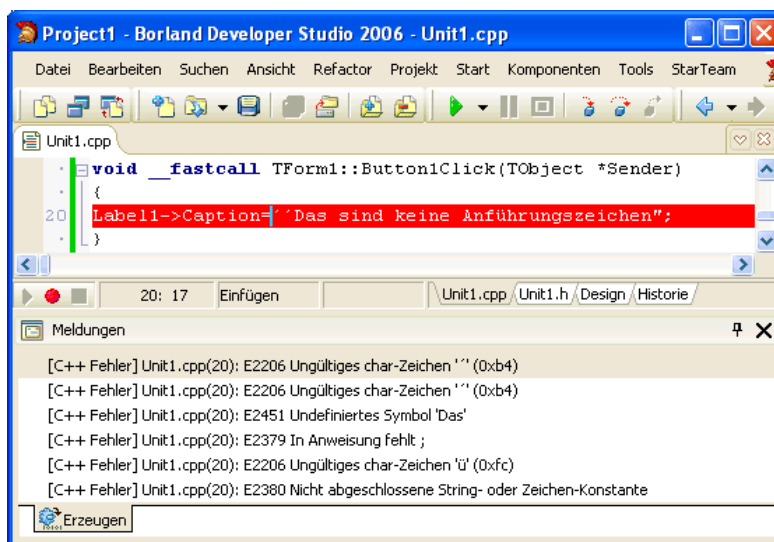 Project1 - Borland Developer Studio 2006 - Unit1.cpp
Datei Bearbeiten Suchen Ansicht Refactor Projekt Start Komponenten Tools StarTeam
Unit1.cpp
void __fastcall TForm1::Button1Click(TObject *Sender)
{
20 Label1->Caption=´´Das sind keine Anführungszeichen";
}
20: 17 Einfügen Unit1.cpp Unit1.h Design Historie
Meldungen
[C++ Fehler] Unit1.cpp(20): E2206 Ungültiges char-Zeichen '´' (0xb4)
[C++ Fehler] Unit1.cpp(20): E2206 Ungültiges char-Zeichen '´' (0xb4)
[C++ Fehler] Unit1.cpp(20): E2451 Undefiniertes Symbol 'Das'
[C++ Fehler] Unit1.cpp(20): E2379 In Anweisung fehlt ;
[C++ Fehler] Unit1.cpp(20): E2206 Ungültiges char-Zeichen 'ü' (0xfc)
[C++ Fehler] Unit1.cpp(20): E2380 Nicht abgeschlossene String- oder Zeichen-Konstante
Erzeugen